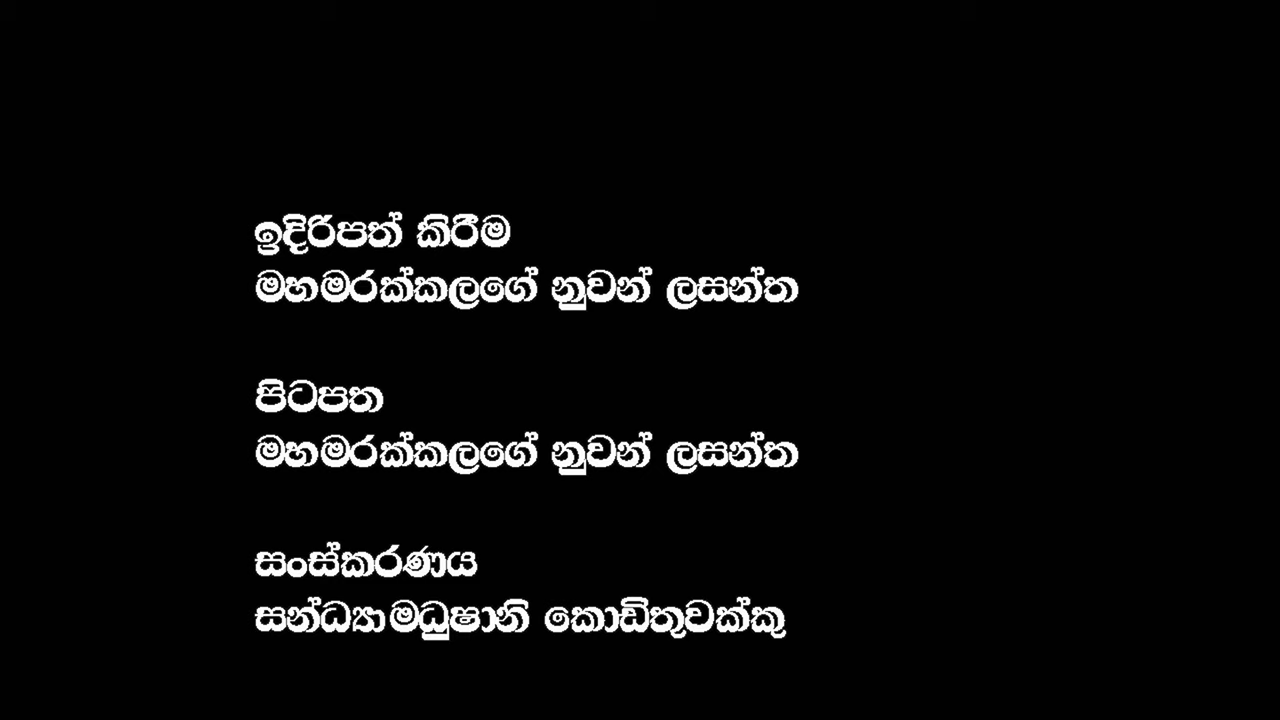 ඉදිරිපත් කිරීම
මහමරක්කලගේ නුවන් ලසන්ත
පිටපත
මහමරක්කලගේ නුවන් ලසන්ත
සංස්කරණය
සන්ධ්‍යාමධුෂානි කොඩිතුවක්කු